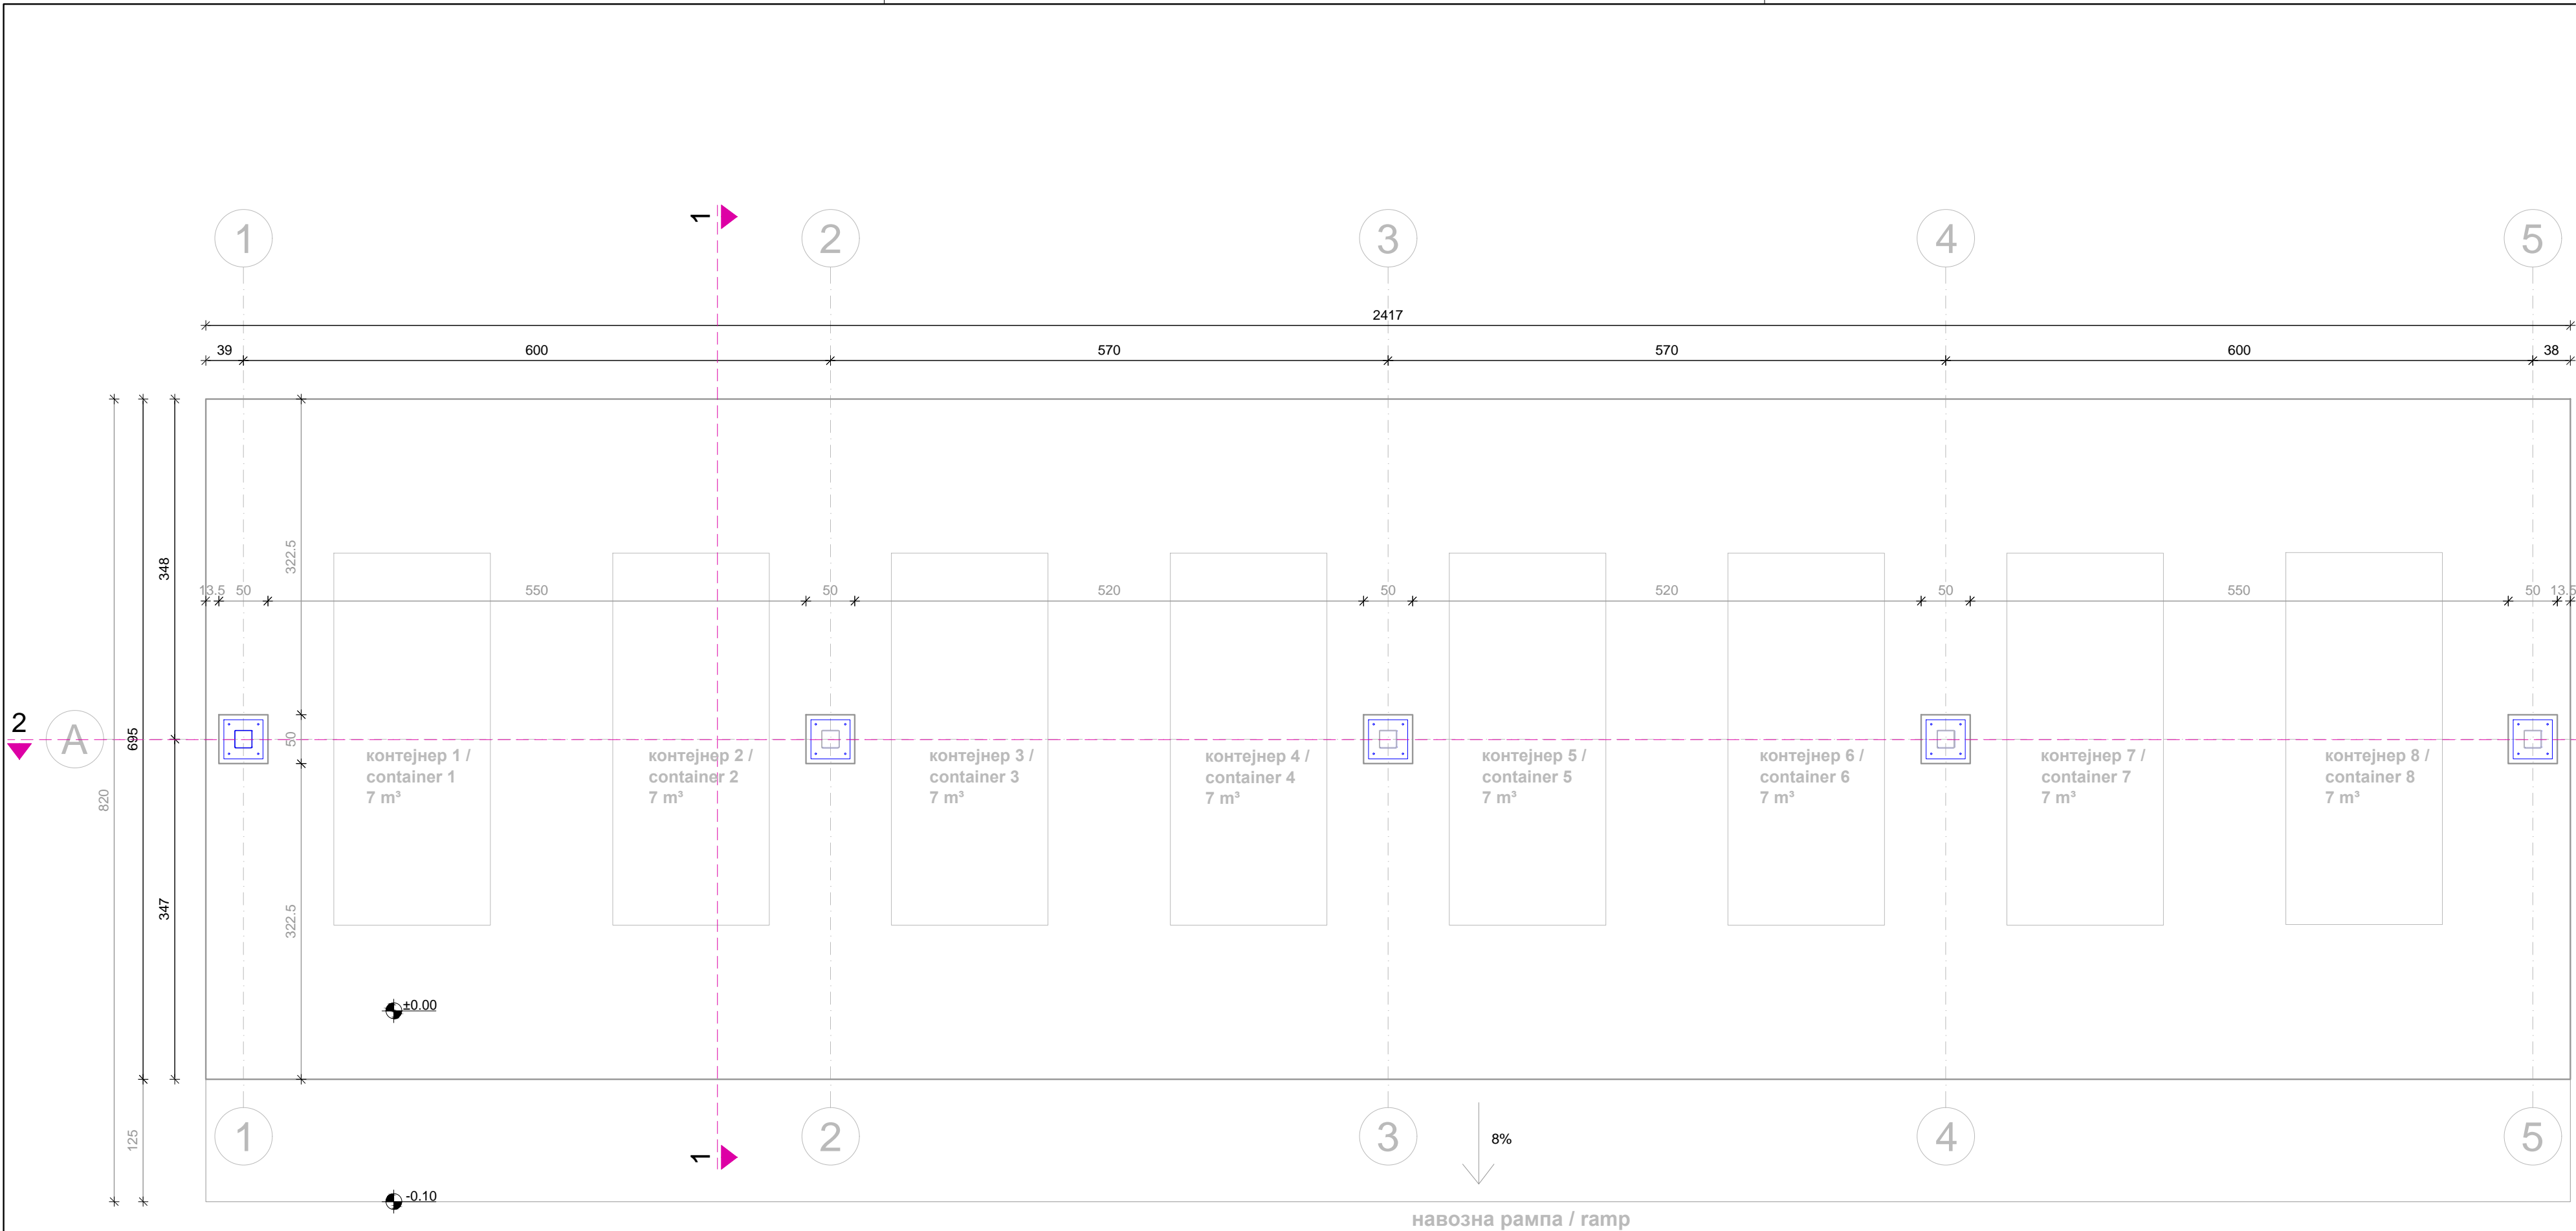 1
1 2 3 4 5
2417
39 600 570 570 600 38
322.5
348
13.5 50 550 50 520 50 520 50 550 50 13.5
2
A
695
50
820
контејнер 1 /
container 1
7 m³
контејнер 2 /
container 2
7 m³
контејнер 3 /
container 3
7 m³
контејнер 4 /
container 4
7 m³
контејнер 5 /
container 5
7 m³
контејнер 6 /
container 6
7 m³
контејнер 7 /
container 7
7 m³
контејнер 8 /
container 8
7 m³
347
322.5
±0.00
125
1 2 3 4 5
1
8%
-0.10
навозна рампа / ramp